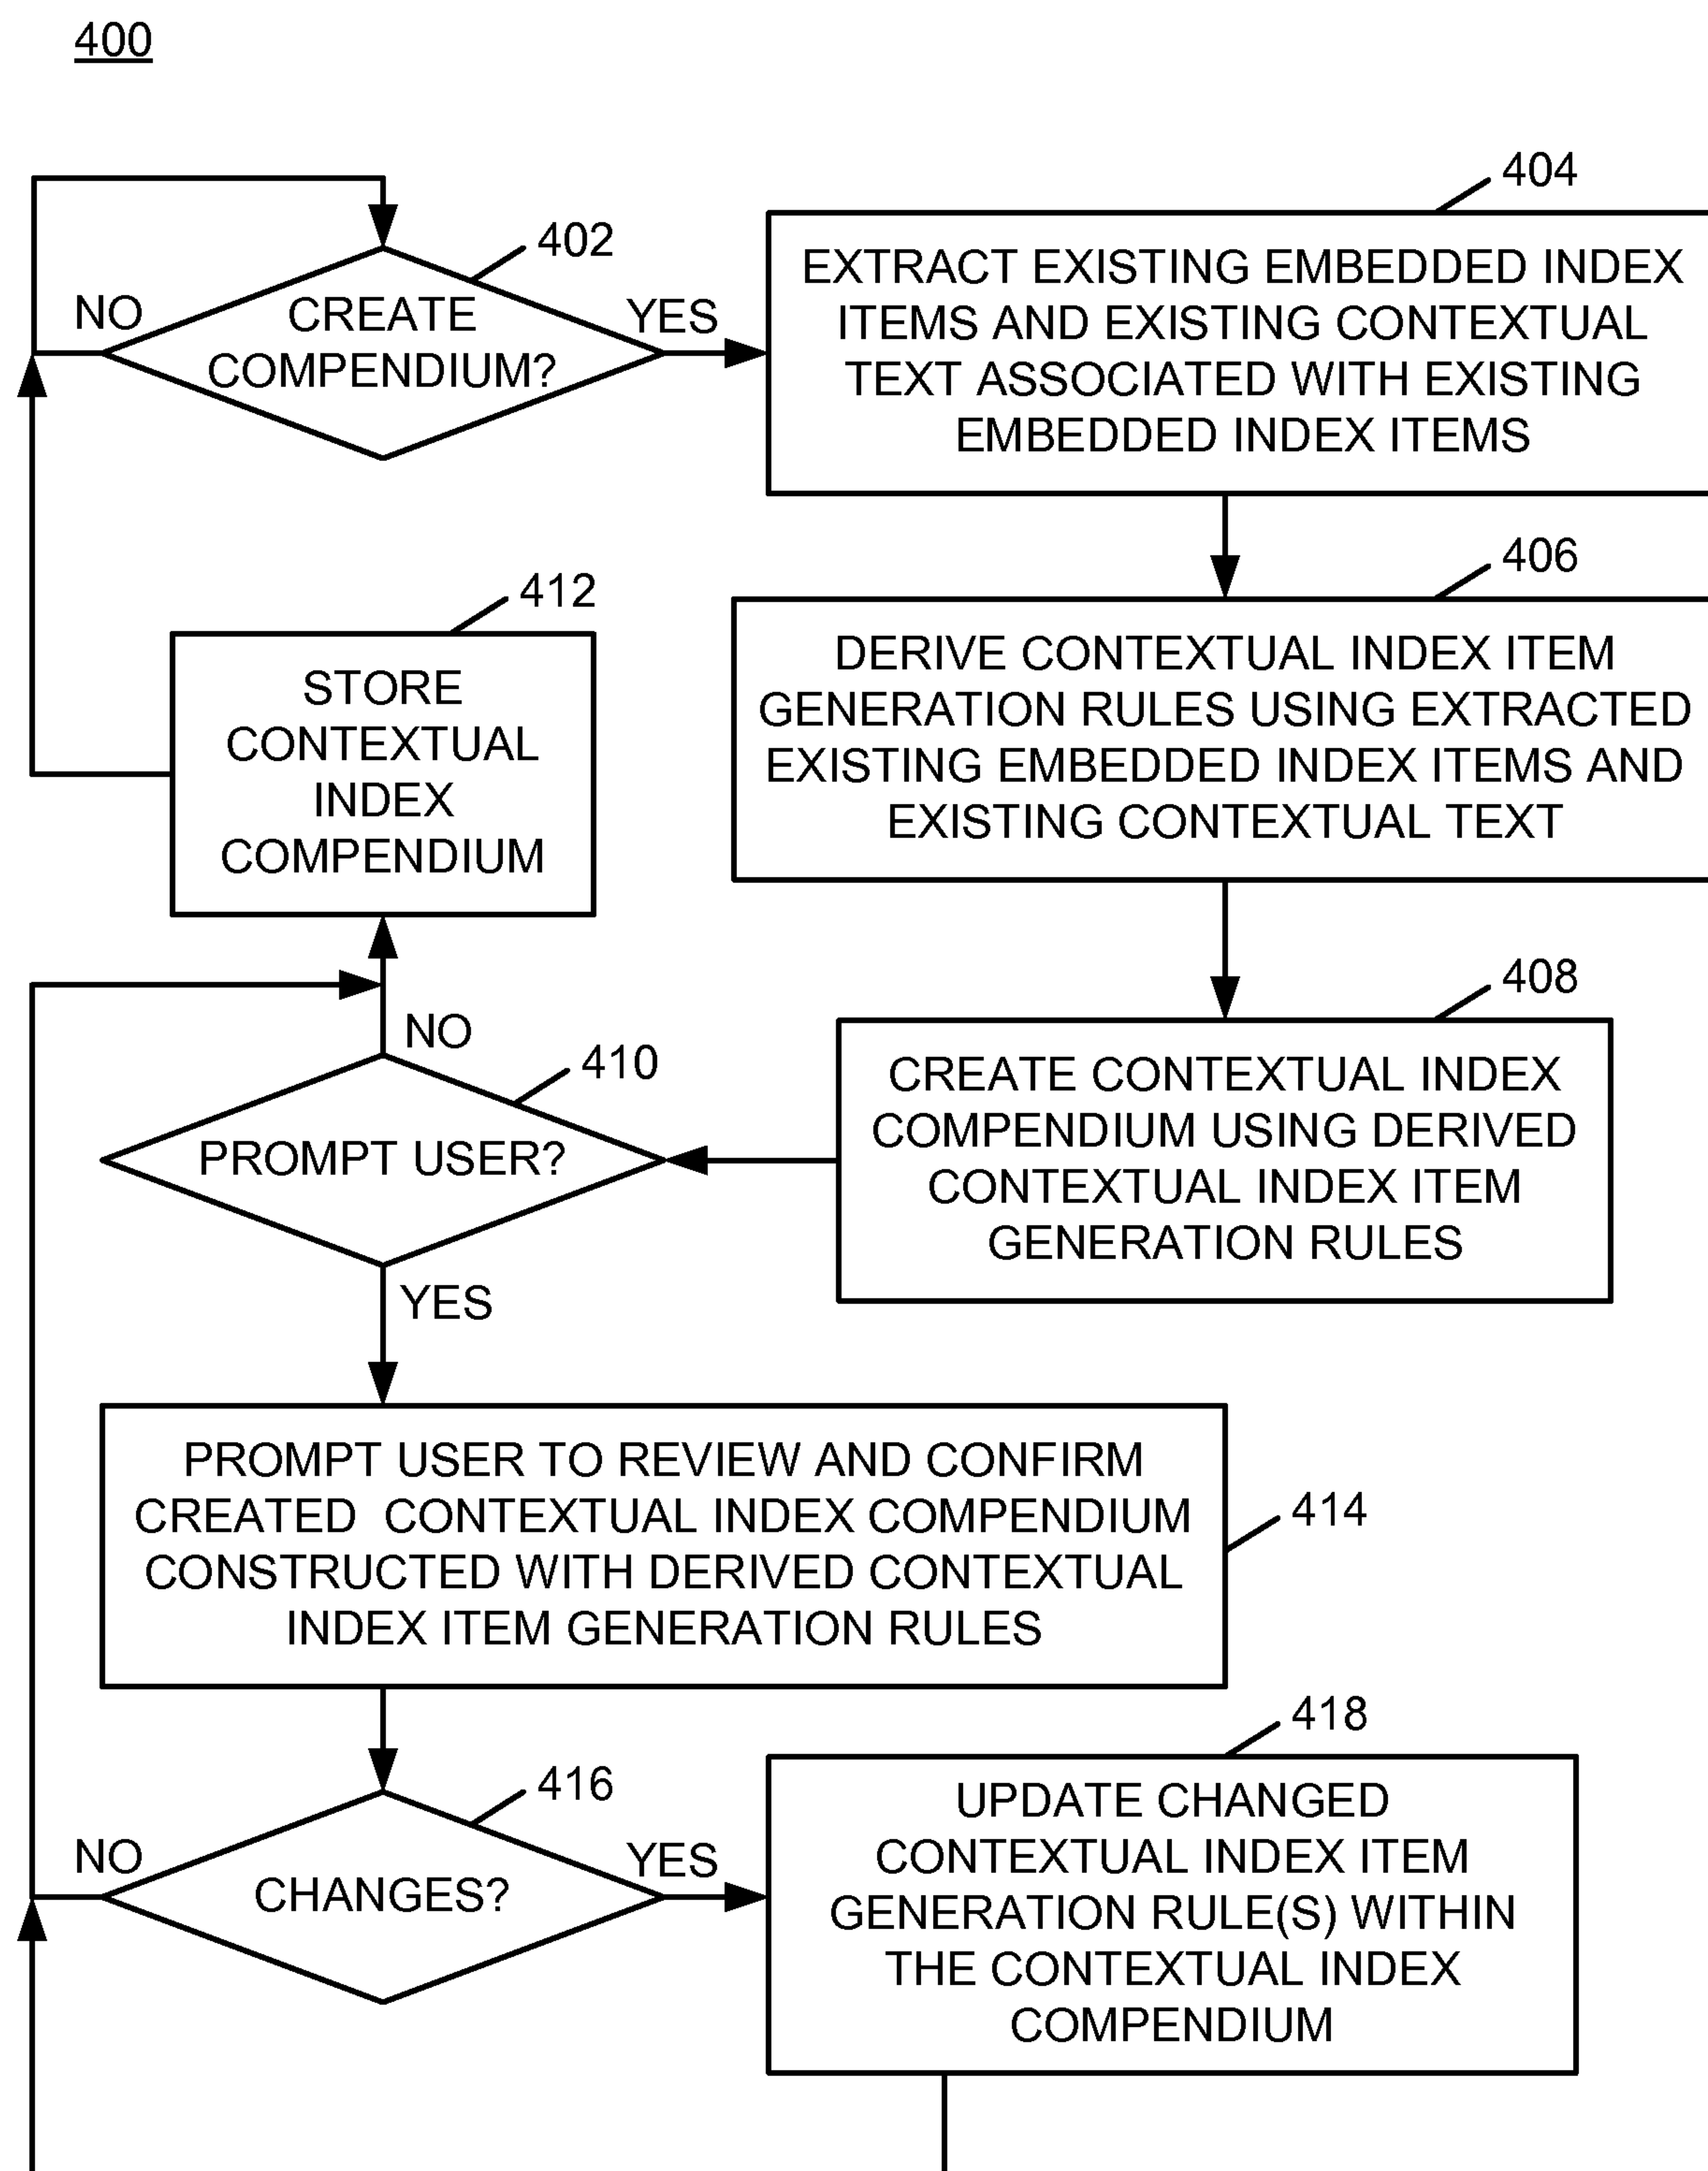 400
404
402
NO
CREATE
COMPENDIUM?
YES
EXTRACT EXISTING EMBEDDED INDEX
ITEMS AND EXISTING CONTEXTUAL
TEXT ASSOCIATED WITH EXISTING
EMBEDDED INDEX ITEMS
406
DERIVE CONTEXTUAL INDEX ITEM
GENERATION RULES USING EXTRACTED
EXISTING EMBEDDED INDEX ITEMS AND
EXISTING CONTEXTUAL TEXT
412
STORE
CONTEXTUAL
INDEX
COMPENDIUM
408
CREATE CONTEXTUAL INDEX
COMPENDIUM USING DERIVED
CONTEXTUAL INDEX ITEM
GENERATION RULES
NO
410
PROMPT USER?
YES
PROMPT USER TO REVIEW AND CONFIRM
CREATED CONTEXTUAL INDEX COMPENDIUM
CONSTRUCTED WITH DERIVED CONTEXTUAL
INDEX ITEM GENERATION RULES
414
416
NO
CHANGES?
YES
418
UPDATE CHANGED
CONTEXTUAL INDEX ITEM
GENERATION RULE(S) WITHIN
THE CONTEXTUAL INDEX
COMPENDIUM